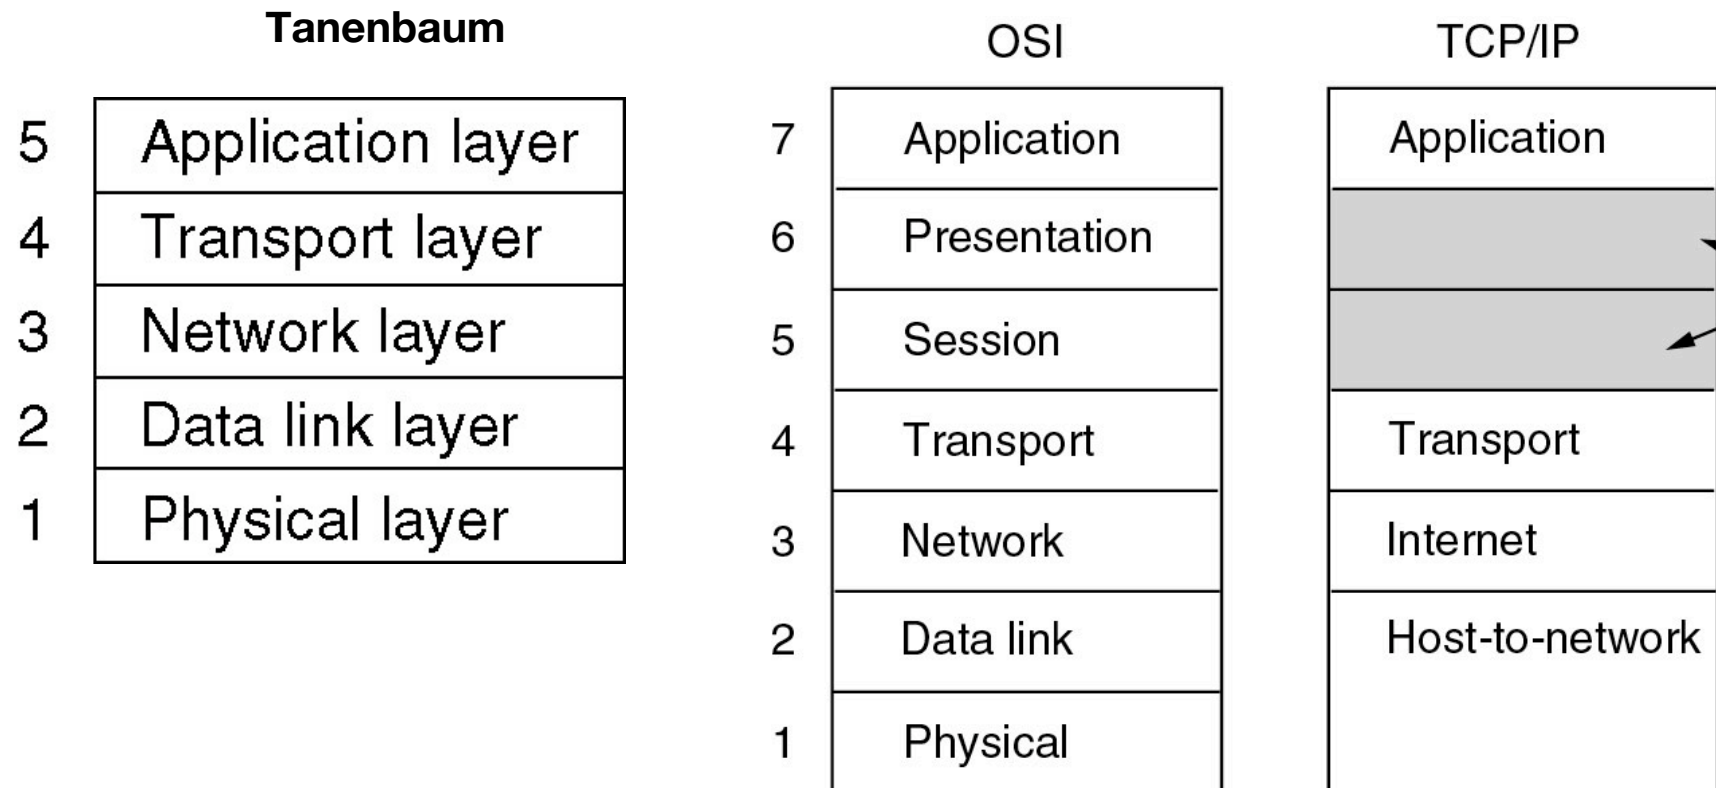 Tanenbaum
5 Application layer
4 Transport layer
3 Network layer
2 Data link layer
1 Physical layer
OSI
7 Application
6 Presentation
5 Session
4 Transport
3 Network
2 Data link
1 Physical
TCP/IP
Application
Transport
Internet
Host-to-network